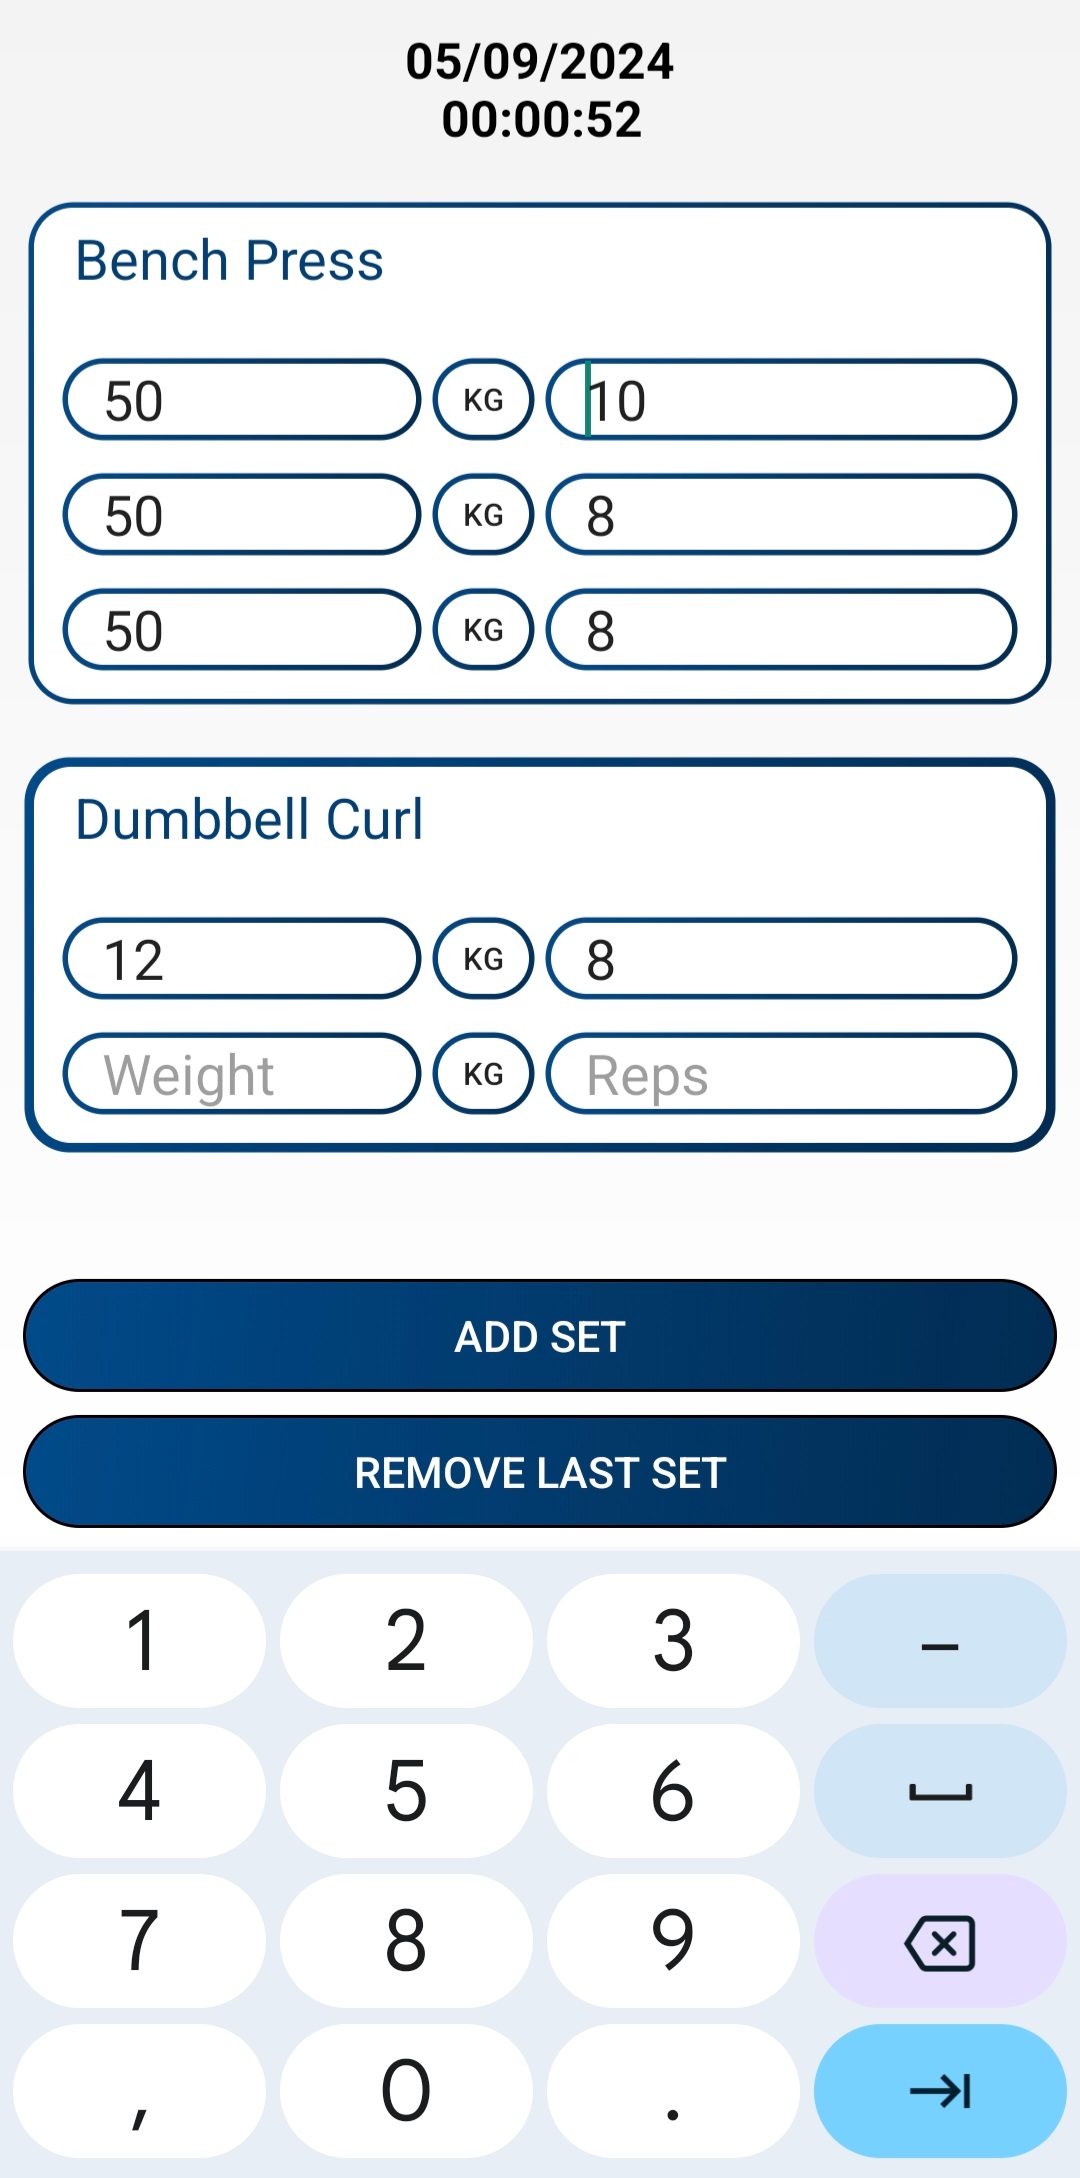 05/09/2024
00:00:52
Bench Press
50 KG 10
50 KG 8
50 KG 8
Dumbbell Curl
12 KG 8
Weight KG Reps
ADD SET
REMOVE LAST SET
1 2 3 –
4 5 6
7 8 9
, 0 .